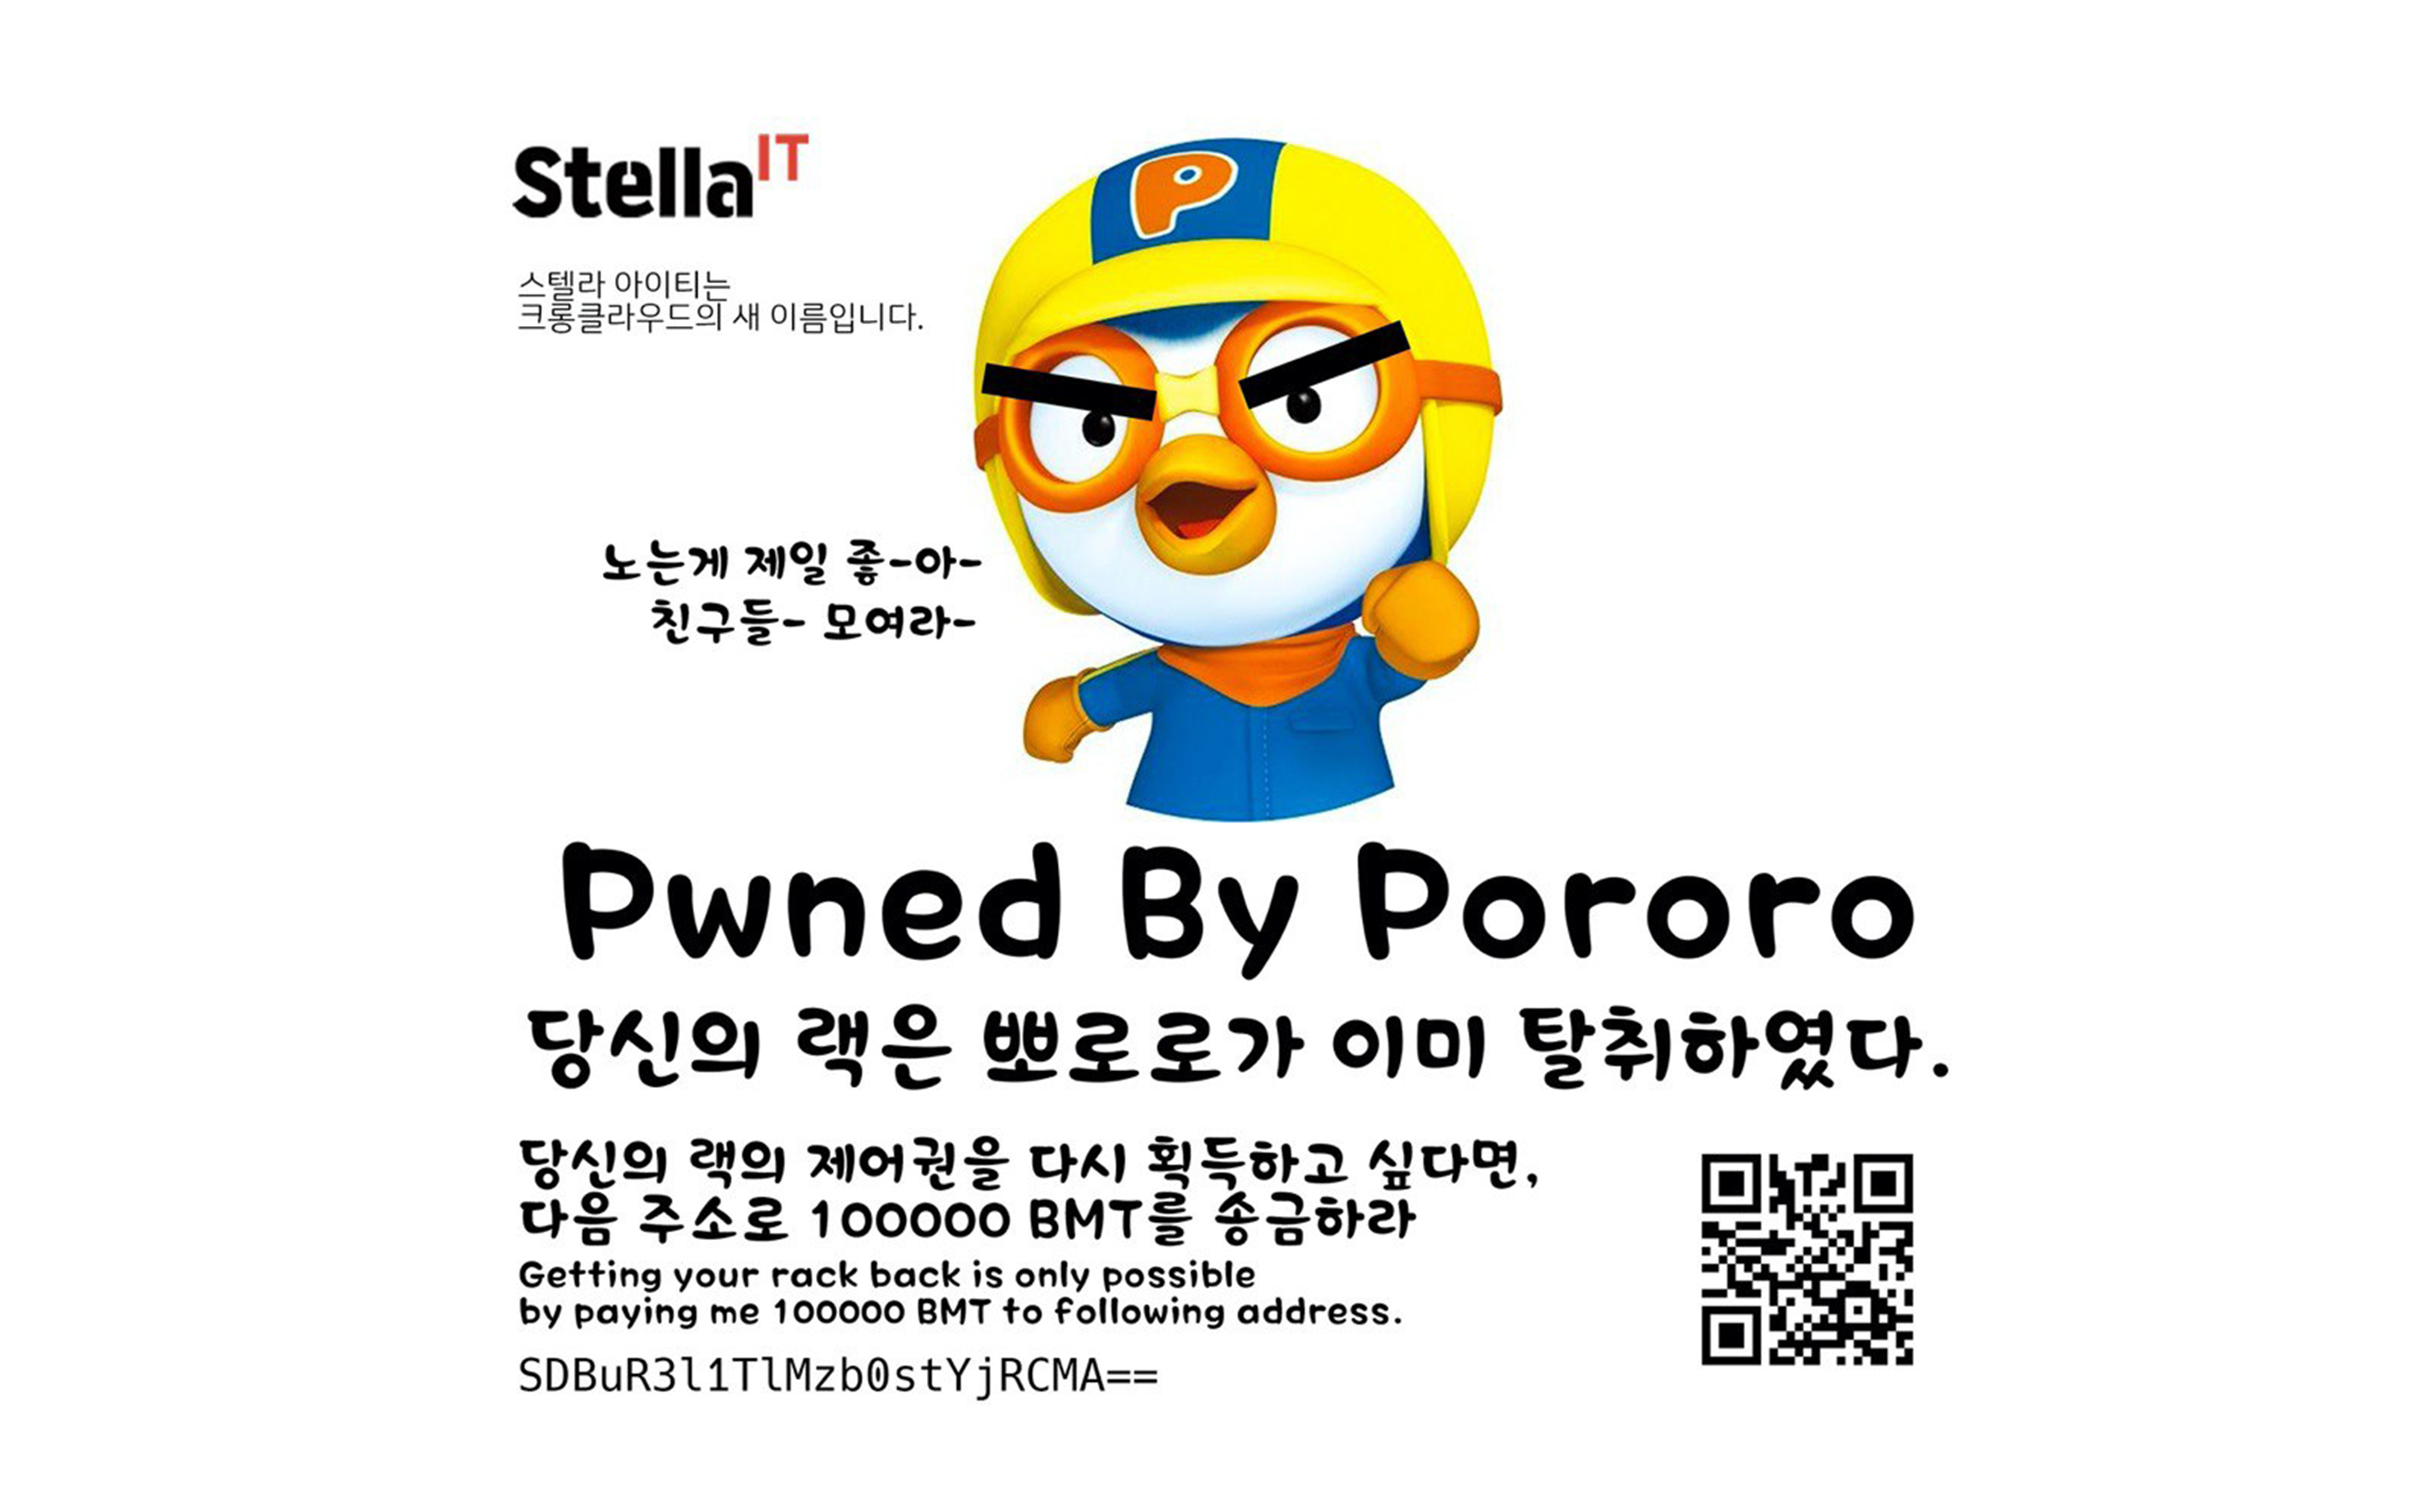 Stella IT
스텔라 아이티는
크롱클라우드의 새 이름입니다.
P
노는게 제일 좋-아-
친구들- 모여라-
Pwned By Pororo
당신의 랙은 뽀로로가 이미 탈취하였다.
당신의 랙의 제어권을 다시 획득하고 싶다면,
다음 주소로 100000 BMT를 송금하라
Getting your rack back is only possible
by paying me 100000 BMT to following address.
SDBuR3l1TlMzb0stYjRCMA==